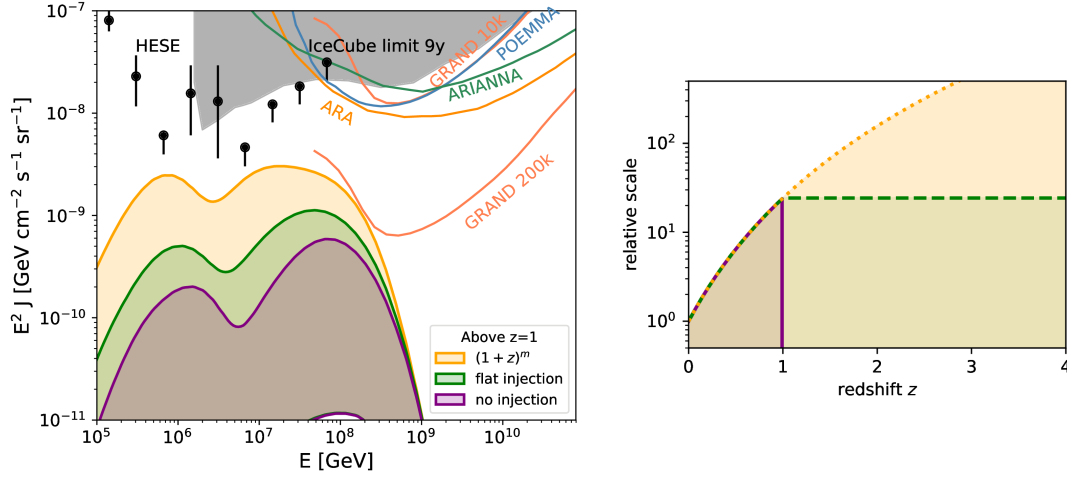 HESE
IceCube limit 9y
GRAND 10k
POEMMA
ARIANNA
ARA
GRAND 200k
Above z=1
(1 + z)^m
flat injection
no injection
10^−7
10^−8
10^−9
10^−10
10^−11
E² J [GeV cm⁻² s⁻¹ sr⁻¹]
10^5 10^6 10^7 10^8 10^9 10^10
E [GeV]
10^2
10^1
10^0
relative scale
0 1 2 3 4
redshift z